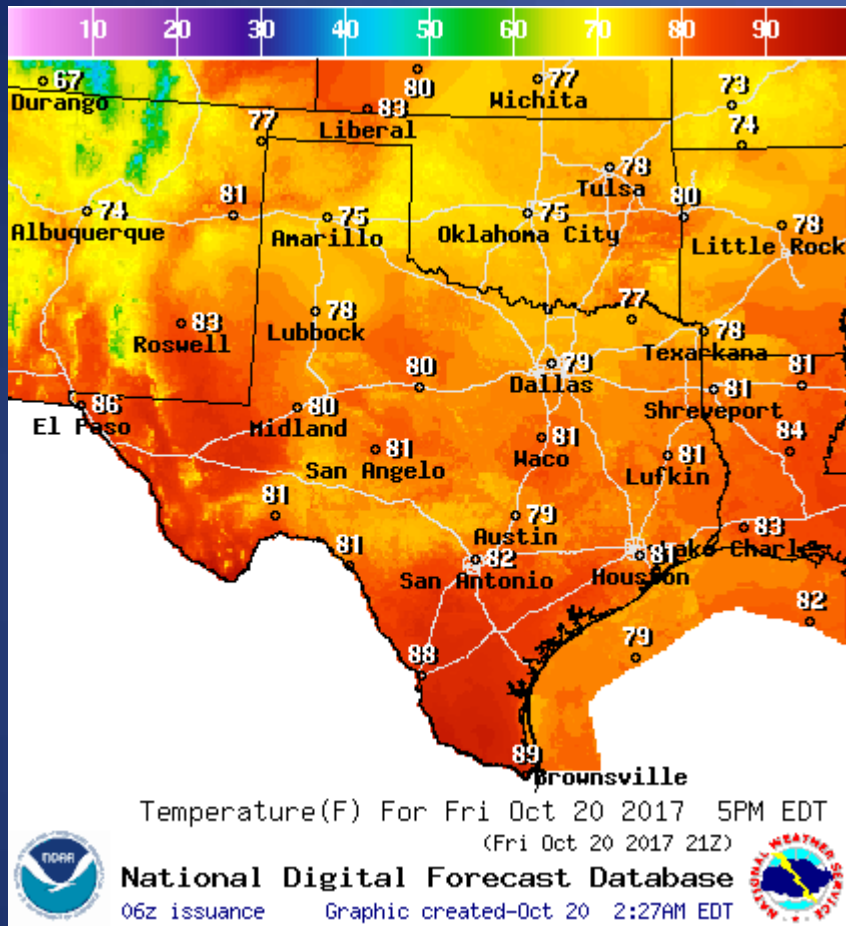 10 20 30 40 50 60 70 80 90
67
Durango
80
77
Wichita
83
Liberal
73
74
77
78
Tulsa
74
Albuquerque
81
75
Amarillo
75
Oklahoma City
80
78
Little Rock
83
Roswell
78
Lubbock
77
78
Texarkana
79
Dallas
80
81
Shreveport
81
86
El Paso
80
Midland
81
San Angelo
81
Waco
81
Lufkin
84
81
79
Austin
83
Lake Charles
81
82
San Antonio
81
Houston
82
79
88
89
Brownsville
Temperature(F) For Fri Oct 20 2017 5PM EDT
(Fri Oct 20 2017 21Z)
National Digital Forecast Database
06z issuance Graphic created-Oct 20 2:27AM EDT
noaa
NATIONAL WEATHER SERVICE